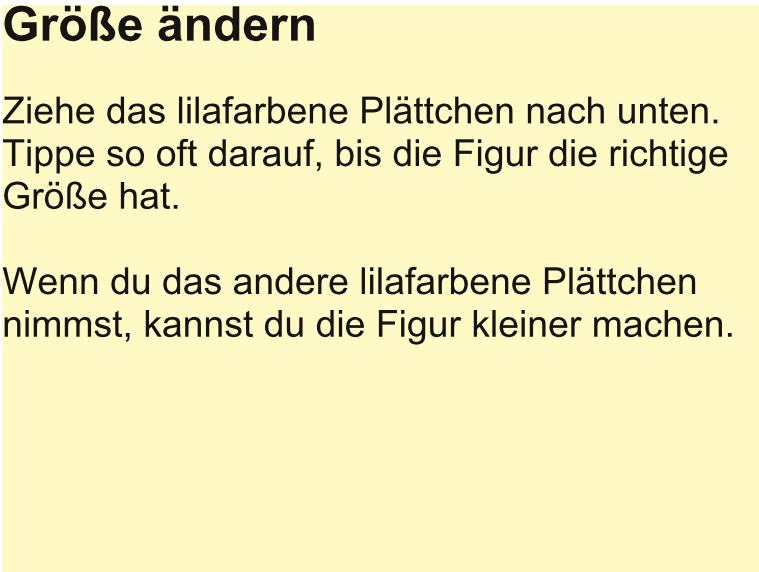 Größe ändern
Ziehe das lilafarbene Plättchen nach unten.
Tippe so oft darauf, bis die Figur die richtige
Größe hat.
Wenn du das andere lilafarbene Plättchen
nimmst, kannst du die Figur kleiner machen.